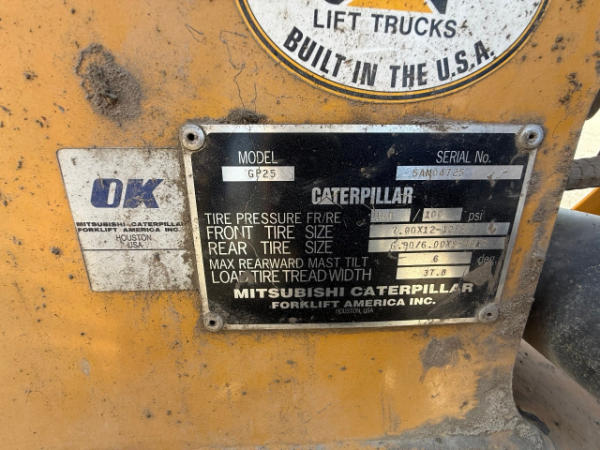 LIFT TRUCKS
BUILT IN THE U.S.A.
OK
MITSUBISHI-CATERPILLAR
FORKLIFT AMERICA INC.
HOUSTON
USA
MODEL SERIAL No.
GP25 5AM04725
CATERPILLAR
TIRE PRESSURE FR/RE / psi
FRONT TIRE SIZE
REAR TIRE SIZE
MAX REARWARD MAST TILT 6 deg
LOAD TIRE TREAD WIDTH 37.8
MITSUBISHI CATERPILLAR
FORKLIFT AMERICA INC.
HOUSTON, USA